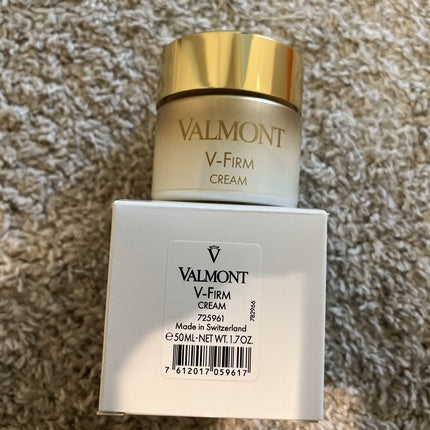 VALMONT
V-FIRM
CREAM
V
VALMONT
V-FIRM
CREAM
725961
Made in Switzerland
782966
℮50ML-NET WT. 1.7OZ.
7 612017 059617